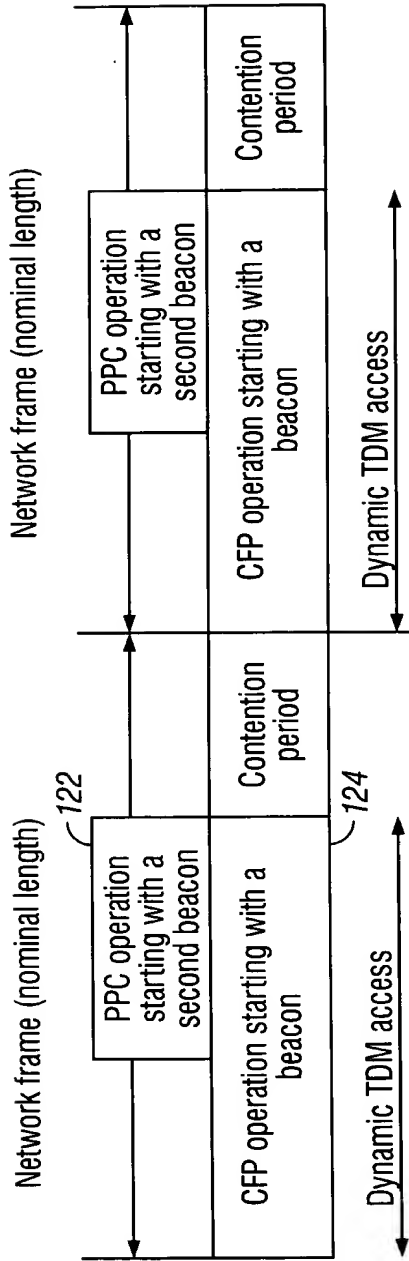 Network frame (nominal length)
Network frame (nominal length)
122
PPC operation
starting with a
second beacon
PPC operation
starting with a
second beacon
CFP operation starting with a
beacon
Contention
period
CFP operation starting with a
beacon
Contention
period
124
Dynamic TDM access
Dynamic TDM access